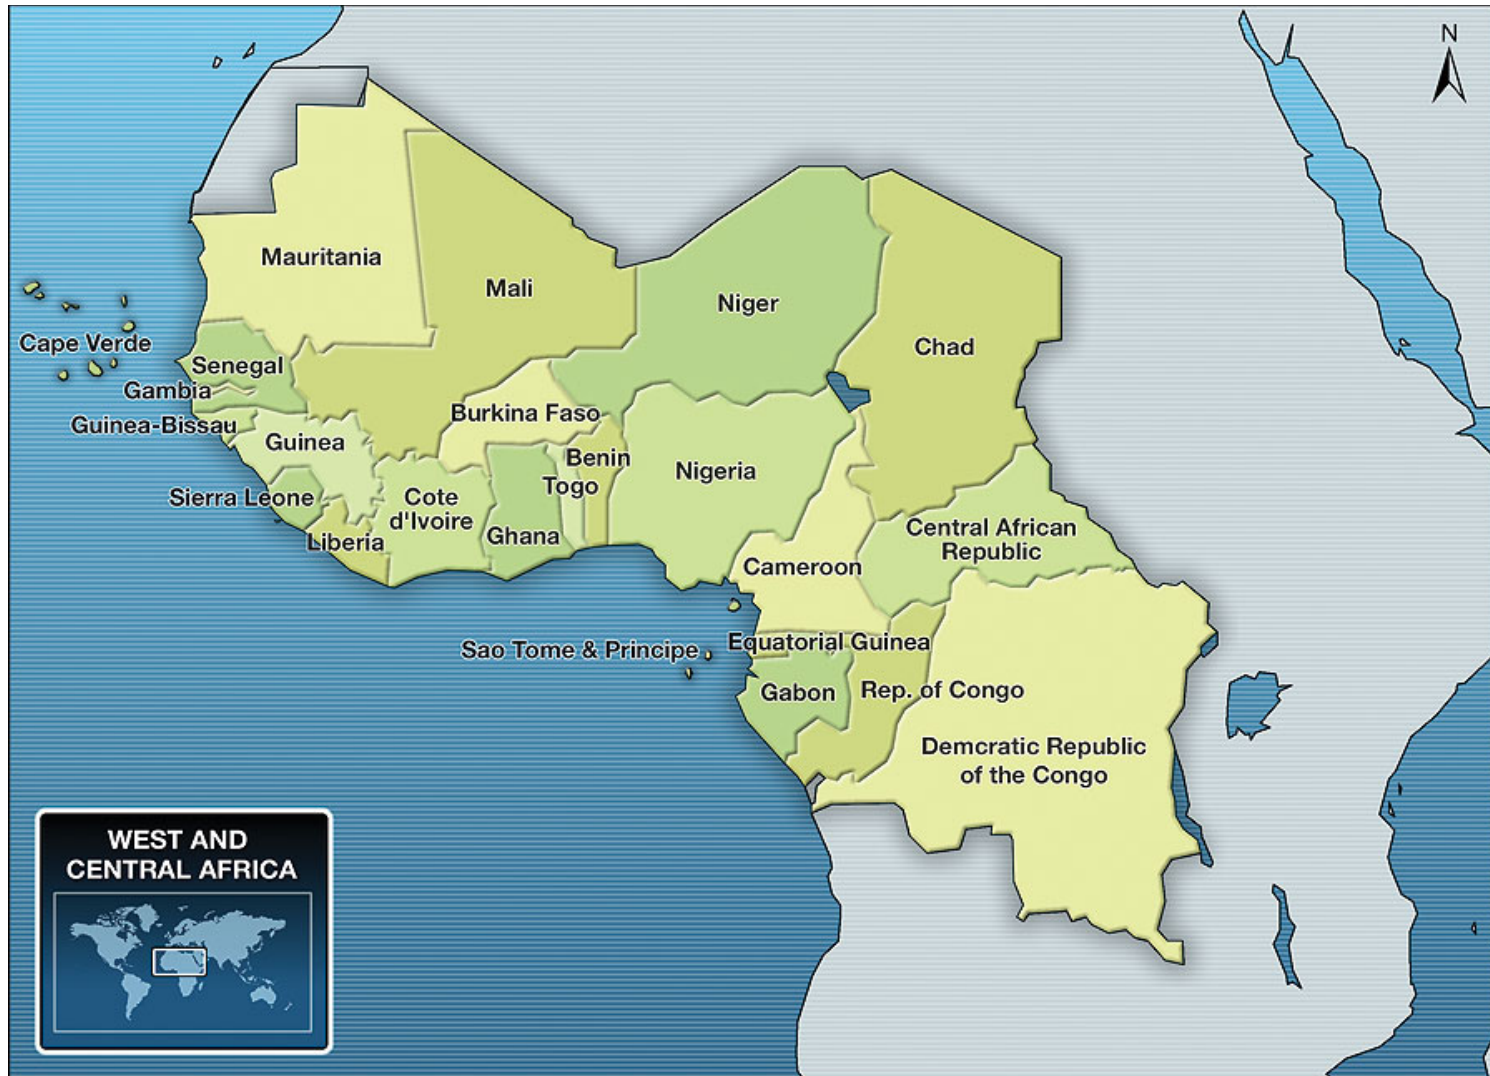 N
Mauritania
Mali
Niger
Chad
Cape Verde
Senegal
Gambia
Guinea-Bissau
Guinea
Burkina Faso
Benin
Togo
Nigeria
Sierra Leone
Cote
d'Ivoire
Ghana
Liberia
Central African
Republic
Cameroon
Equatorial Guinea
Sao Tome & Principe
Gabon
Rep. of Congo
Demcratic Republic
of the Congo
WEST AND
CENTRAL AFRICA